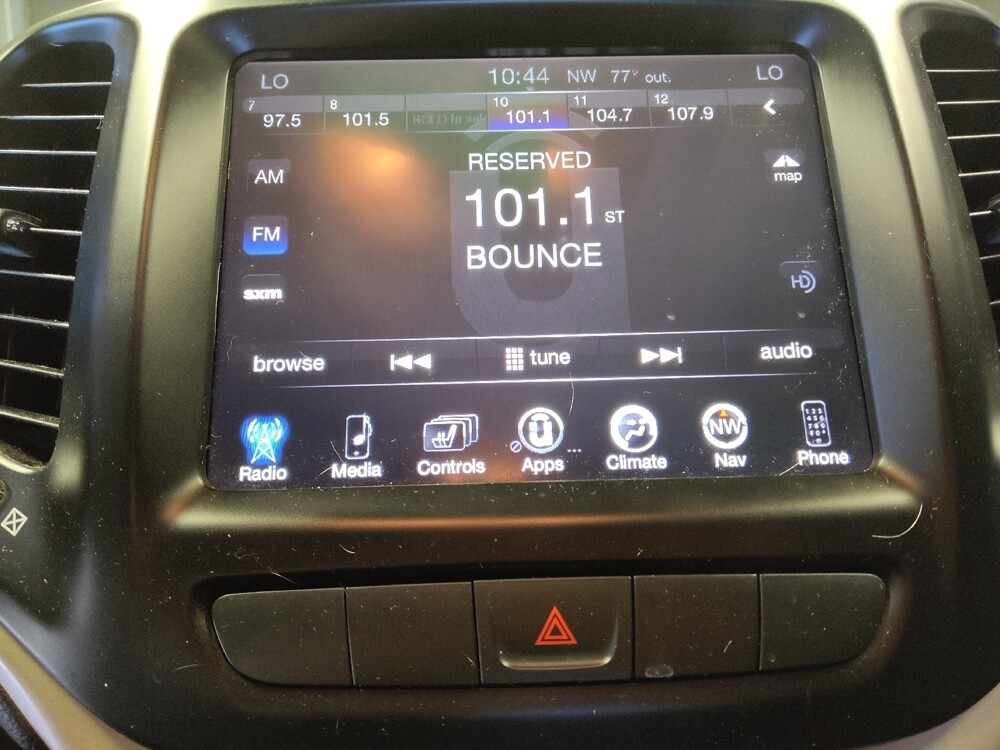 LO 10:44 NW 77° out. LO
7 8 10 11 12
97.5 101.5 101.1 104.7 107.9
AM
FM
sxm
RESERVED
101.1 ST
BOUNCE
map
HD
browse tune audio
NW
Radio Media Controls Apps ... Climate Nav Phone